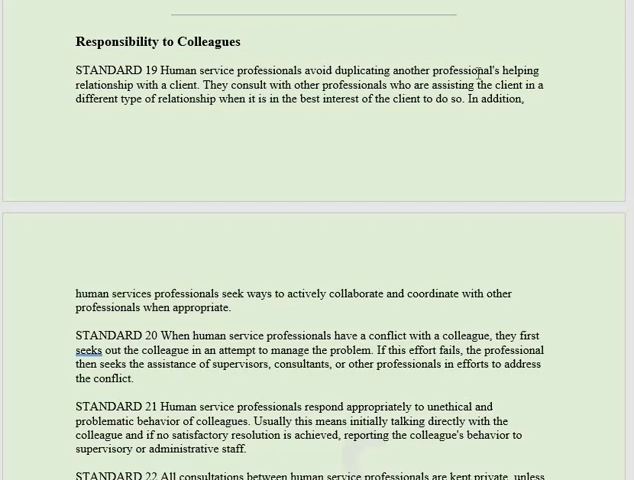 Responsibility to Colleagues
STANDARD 19 Human service professionals avoid duplicating another professional's helping
relationship with a client. They consult with other professionals who are assisting the client in a
different type of relationship when it is in the best interest of the client to do so. In addition,
human services professionals seek ways to actively collaborate and coordinate with other
professionals when appropriate.
STANDARD 20 When human service professionals have a conflict with a colleague, they first
seeks out the colleague in an attempt to manage the problem. If this effort fails, the professional
then seeks the assistance of supervisors, consultants, or other professionals in efforts to address
the conflict.
STANDARD 21 Human service professionals respond appropriately to unethical and
problematic behavior of colleagues. Usually this means initially talking directly with the
colleague and if no satisfactory resolution is achieved, reporting the colleague's behavior to
supervisory or administrative staff.
STANDARD 22 All consultations between human service professionals are kept private, unless